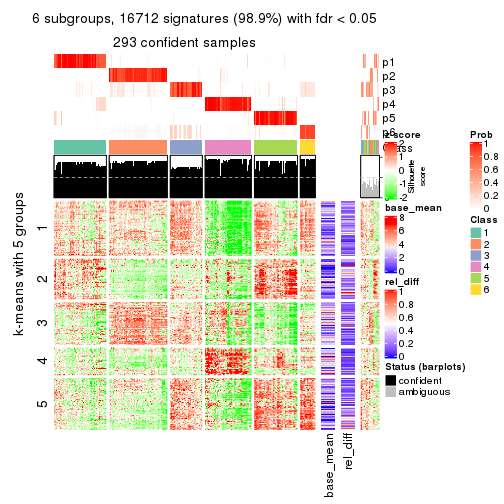 6 subgroups, 16712 signatures (98.9%) with fdr < 0.05
293 confident samples
p1
p2
p3
p4
p5
p6
Class
z-score
2
1
0
-1
-2
Silhouette
score
Prob
1
0.8
0.6
0.4
0.2
0
base_mean
8
6
4
2
0
Class
1
2
3
4
5
6
rel_diff
1
0.8
0.6
0.4
0.2
0
Status (barplots)
confident
ambiguous
k-means with 5 groups
1
2
3
4
5
base_mean
rel_diff